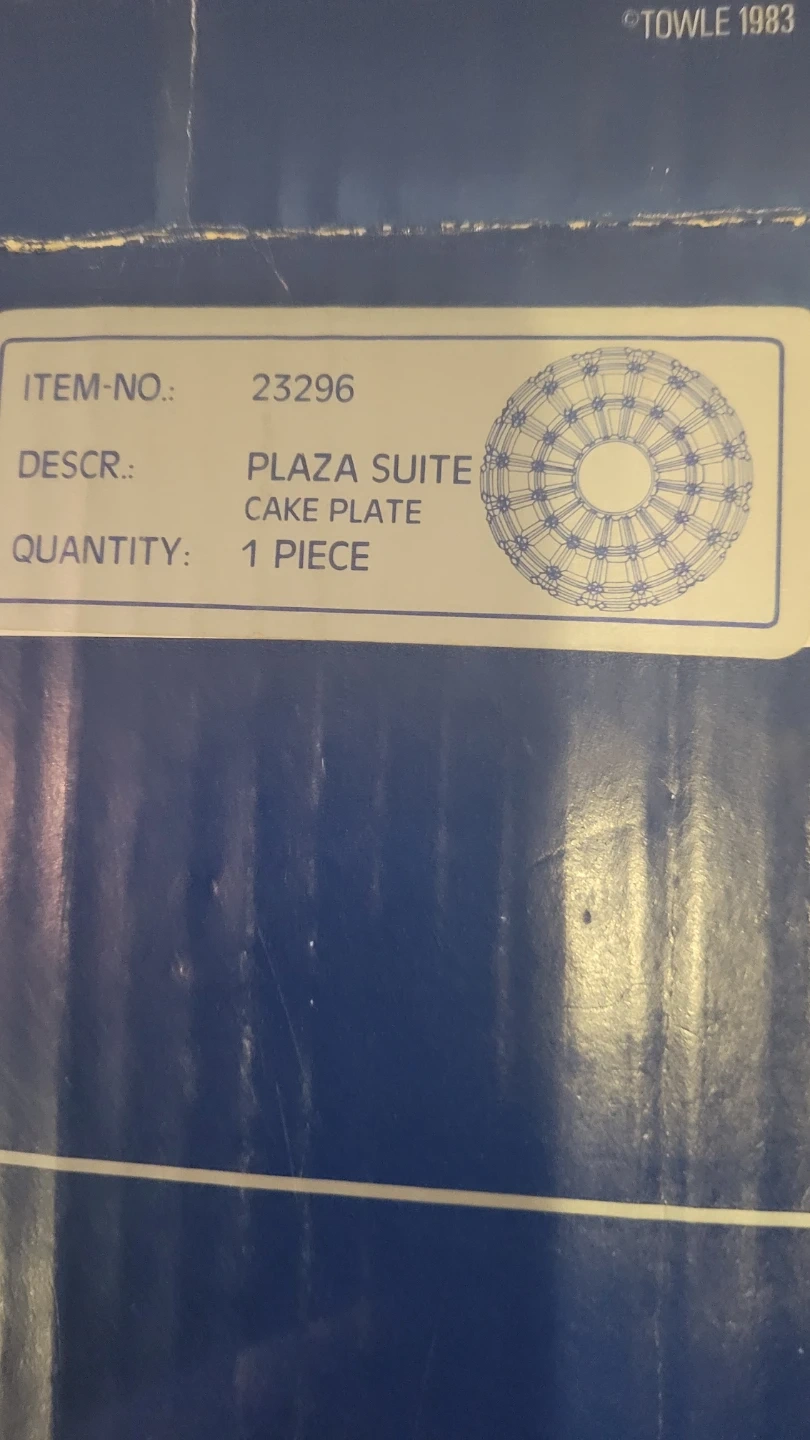 ©TOWLE 1983
ITEM-NO.: 23296
DESCR.: PLAZA SUITE
CAKE PLATE
QUANTITY: 1 PIECE